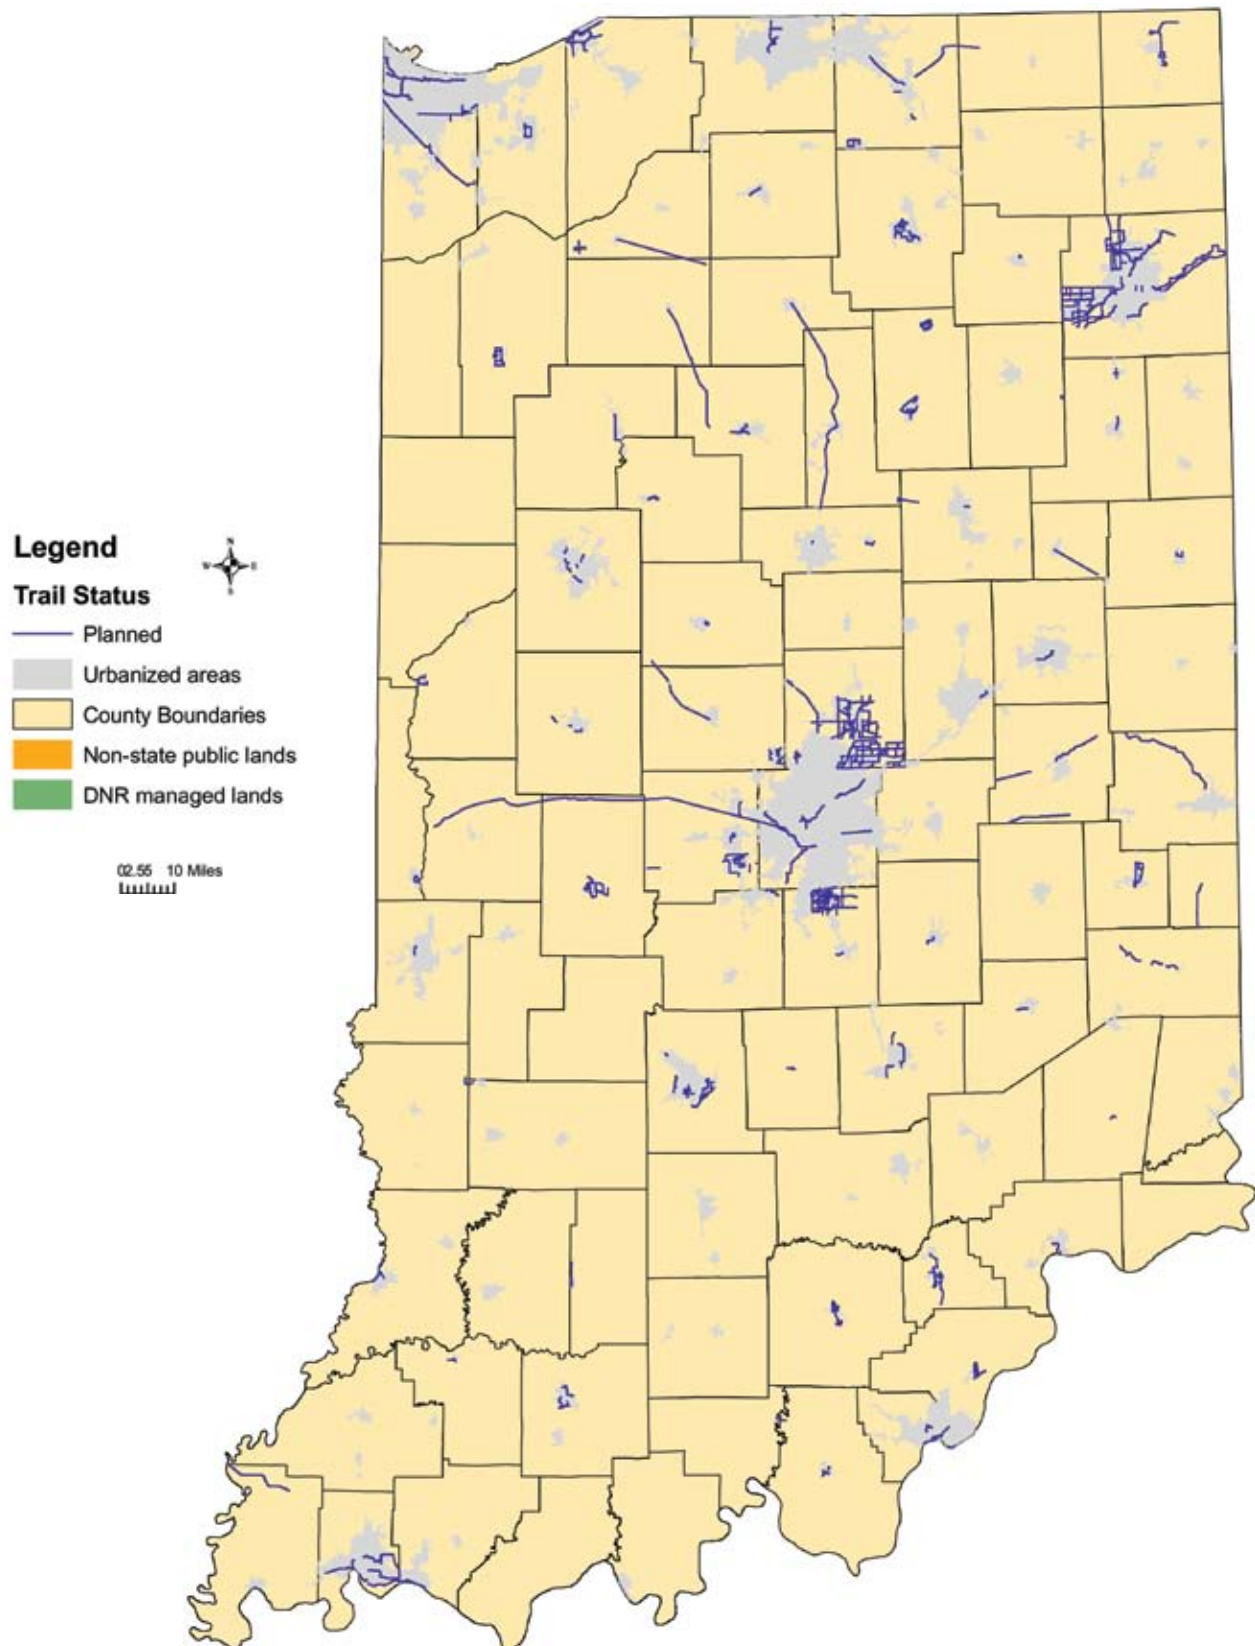 Legend
N
W E
S
Trail Status
Planned
Urbanized areas
County Boundaries
Non-state public lands
DNR managed lands
02.55 10 Miles